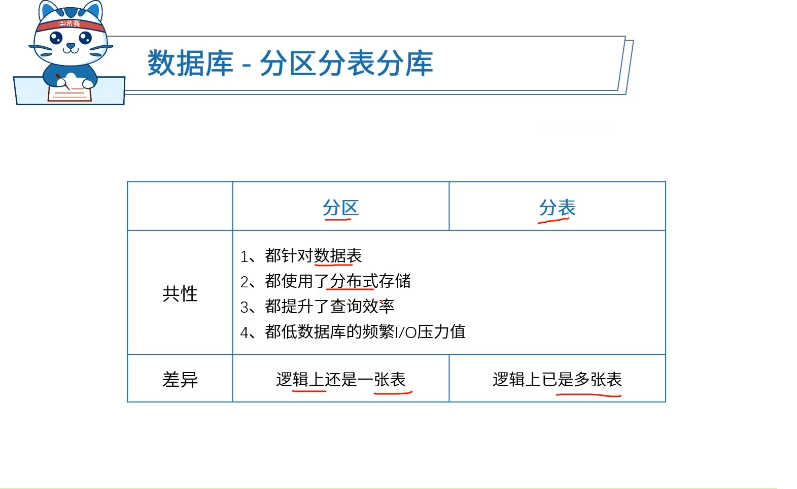 数据库 - 分区分表分库
分区
分表
共性
1、都针对数据表
2、都使用了分布式存储
3、都提升了查询效率
4、都低数据库的频繁I/O压力值
差异
逻辑上还是一张表
逻辑上已是多张表